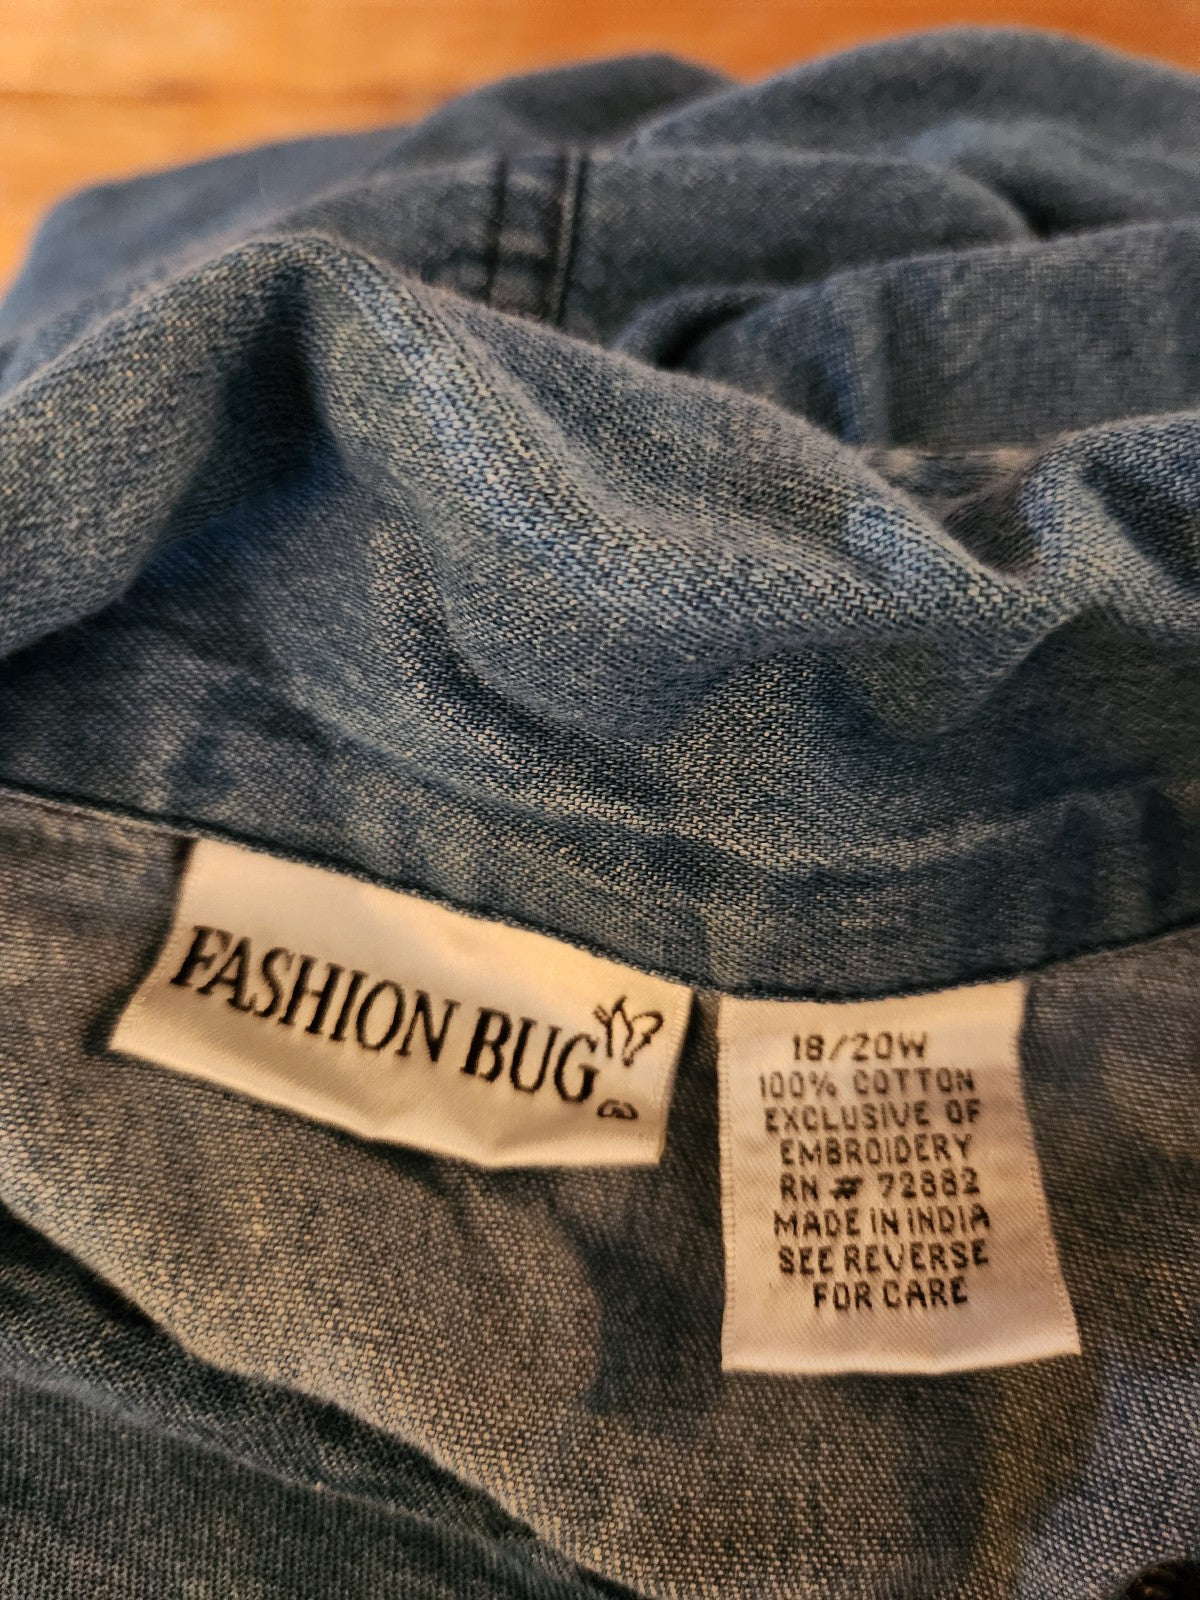 FASHION BUG
18/20W
100% COTTON
EXCLUSIVE OF
EMBROIDERY
RN # 72882
MADE IN INDIA
SEE REVERSE
FOR CARE